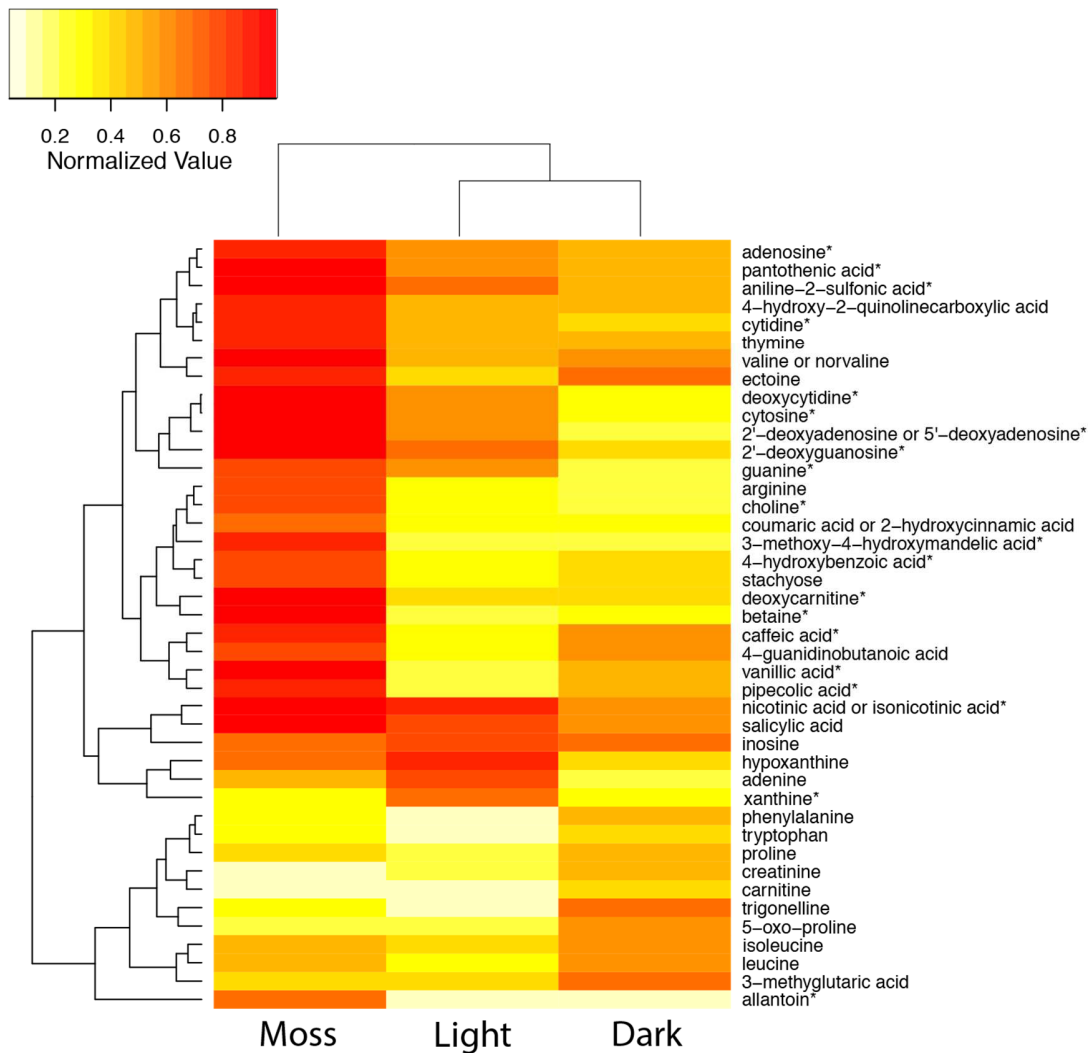 0.2 0.4 0.6 0.8
Normalized Value
adenosine*
pantothenic acid*
aniline−2−sulfonic acid*
4−hydroxy−2−quinolinecarboxylic acid
cytidine*
thymine
valine or norvaline
ectoine
deoxycytidine*
cytosine*
2'−deoxyadenosine or 5'−deoxyadenosine*
2'−deoxyguanosine*
guanine*
arginine
choline*
coumaric acid or 2−hydroxycinnamic acid
3−methoxy−4−hydroxymandelic acid*
4−hydroxybenzoic acid*
stachyose
deoxycarnitine*
betaine*
caffeic acid*
4−guanidinobutanoic acid
vanillic acid*
pipecolic acid*
nicotinic acid or isonicotinic acid*
salicylic acid
inosine
hypoxanthine
adenine
xanthine*
phenylalanine
tryptophan
proline
creatinine
carnitine
trigonelline
5−oxo−proline
isoleucine
leucine
3−methyglutaric acid
allantoin*
Moss Light Dark